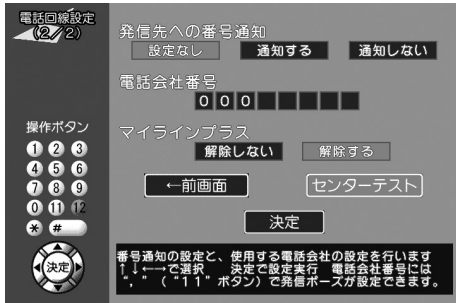 電話回線設定
(2/2)
発信先への番号通知
設定なし 通知する 通知しない
電話会社番号
000
操作ボタン
1 2 3
4 5 6
7 8 9
0 11 12
* #
決定
マイラインプラス
解除しない 解除する
←前画面 センターテスト
決定
番号通知の設定と、使用する電話会社の設定を行います
↑↓←→で選択 決定で設定実行 電話会社番号には
“,” (“11”ボタン)で発信ポーズが設定できます。